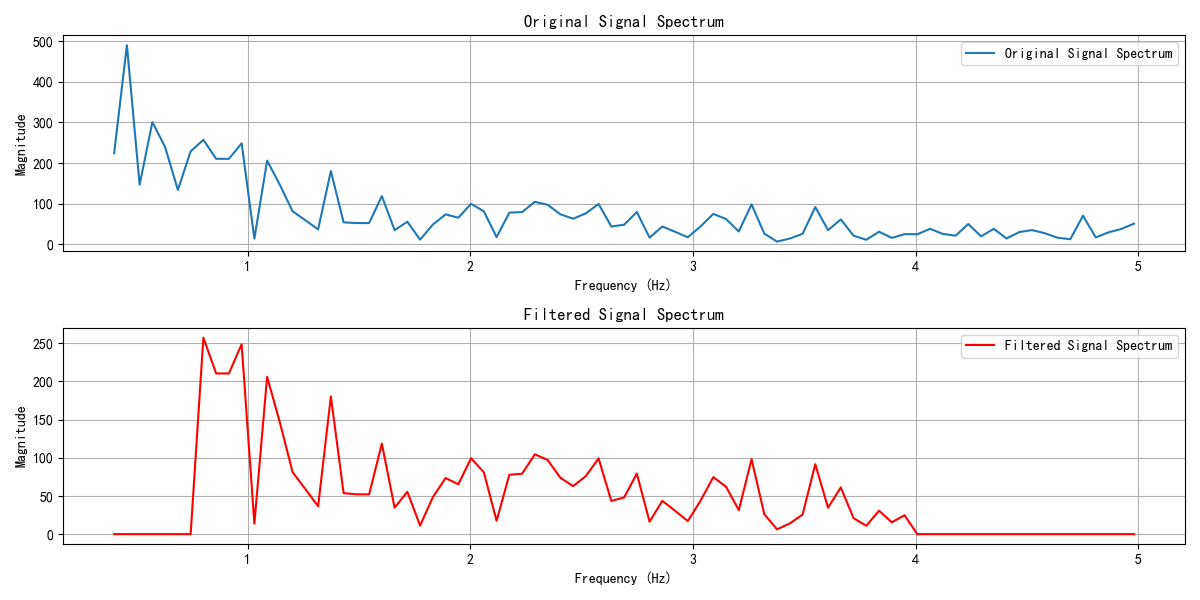 Original Signal Spectrum
500
400
300
200
100
0
Magnitude
Original Signal Spectrum
1 2 3 4 5
Frequency (Hz)
Filtered Signal Spectrum
250
200
150
100
50
0
Magnitude
Filtered Signal Spectrum
1 2 3 4 5
Frequency (Hz)